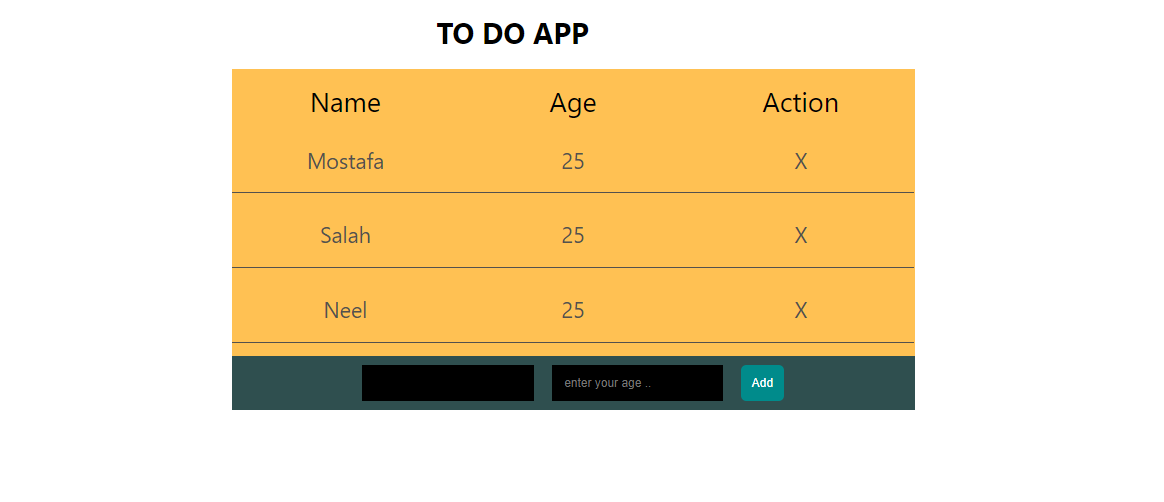 TO DO APP
Name Age Action
Mostafa 25 X
Salah 25 X
Neel 25 X
enter your age .. Add